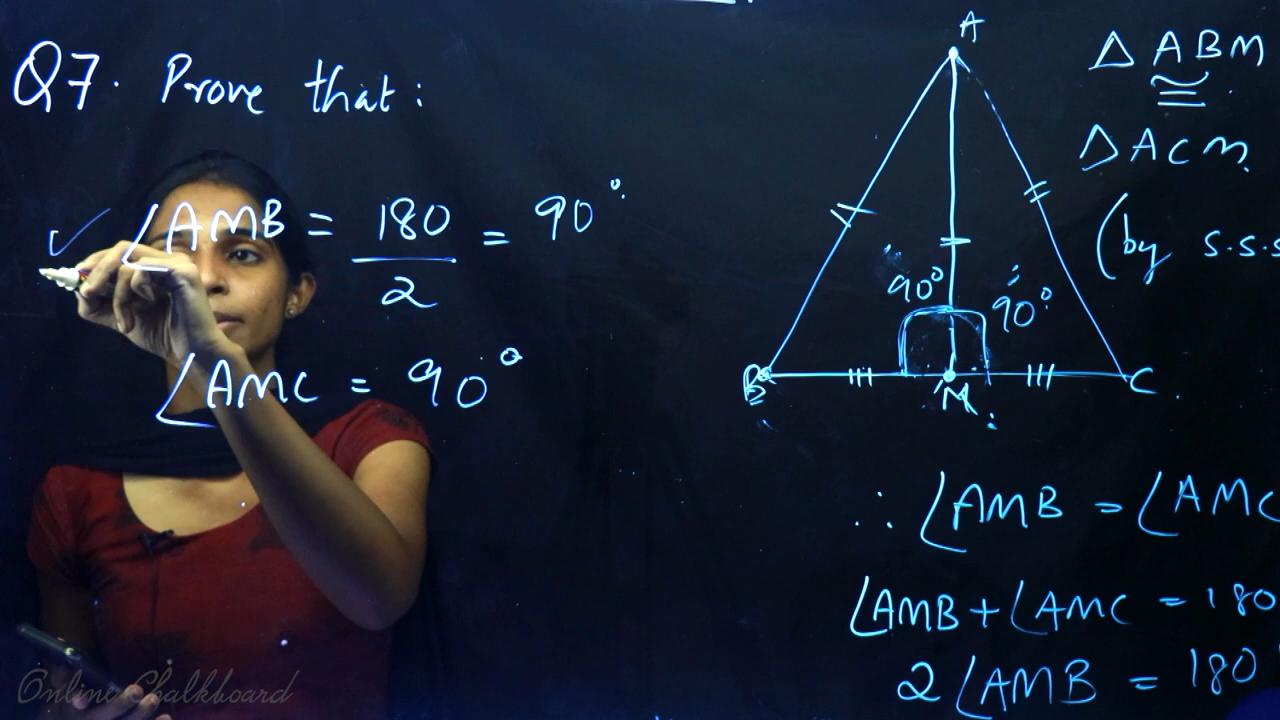 Q7. Prove that:
∠AMB = 180/2 = 90°
∠AMC = 90°
A
△ABM
≅
△ACM
(by S.S.S
90° 90°
B M C
∴ ∠AMB = ∠AMC
∠AMB + ∠AMC = 180
2∠AMB = 180°
Online Chalkboard